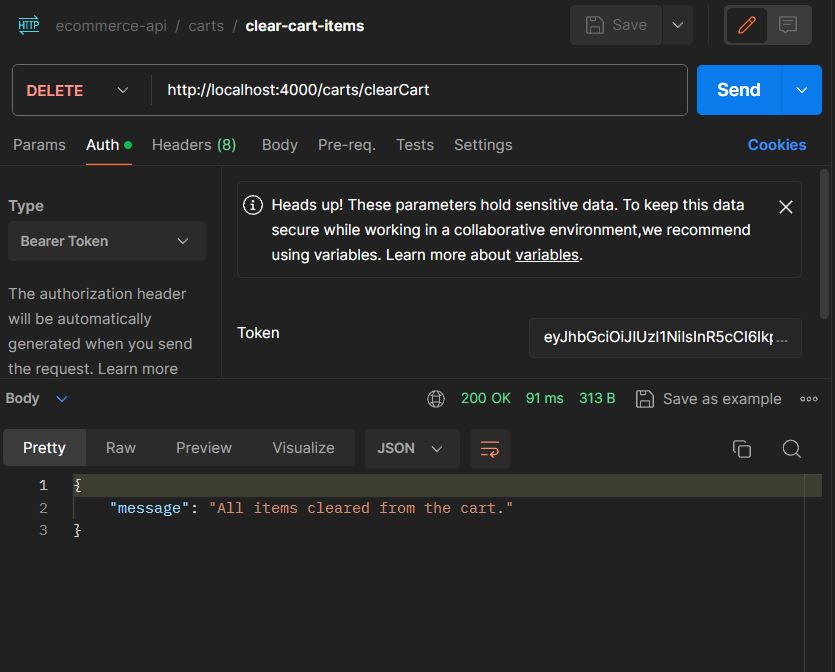 HTTP ecommerce-api / carts / clear-cart-items Save
DELETE http://localhost:4000/carts/clearCart Send
Params Auth Headers (8) Body Pre-req. Tests Settings Cookies
Type
Bearer Token
The authorization header
will be automatically
generated when you send
the request. Learn more
Heads up! These parameters hold sensitive data. To keep this data
secure while working in a collaborative environment,we recommend
using variables. Learn more about variables.
Token eyJhbGciOiJIUzI1NiIsInR5cCI6Ikp...
Body 200 OK 91 ms 313 B Save as example
Pretty Raw Preview Visualize JSON
1 {
2 "message": "All items cleared from the cart."
3 }